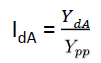 I_dA = Y_dA / Y_pp